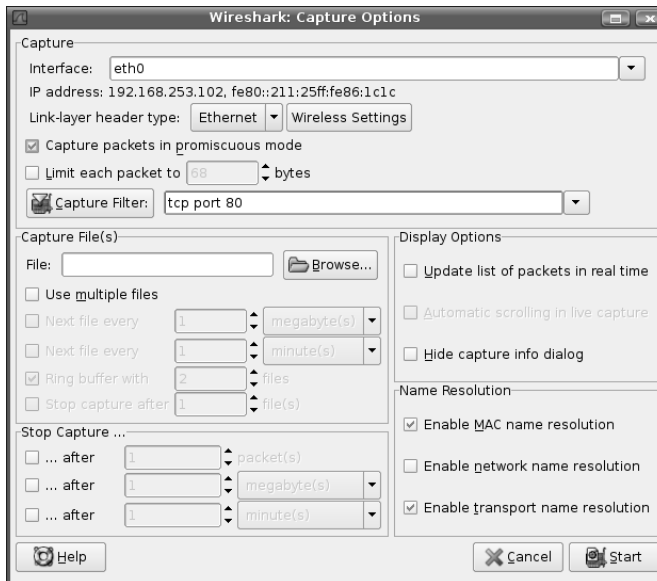 Wireshark: Capture Options
Capture
Interface: eth0
IP address: 192.168.253.102, fe80::211:25ff:fe86:1c1c
Link-layer header type: Ethernet Wireless Settings
Capture packets in promiscuous mode
Limit each packet to 68 bytes
Capture Filter: tcp port 80
Capture File(s)
File: Browse...
Use multiple files
Next file every 1 megabyte(s)
Next file every 1 minute(s)
Ring buffer with 2 files
Stop capture after 1 file(s)
Stop Capture ...
... after 1 packet(s)
... after 1 megabyte(s)
... after 1 minute(s)
Display Options
Update list of packets in real time
Automatic scrolling in live capture
Hide capture info dialog
Name Resolution
Enable MAC name resolution
Enable network name resolution
Enable transport name resolution
Help Cancel Start